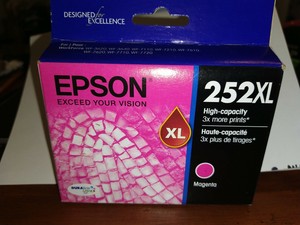 DESIGNED FOR
EXCELLENCE
EPSON
EXCEED YOUR VISION
252XL
XL
High-capacity
3x more prints*
Haute-capacité
3x plus de tirages*
Magenta